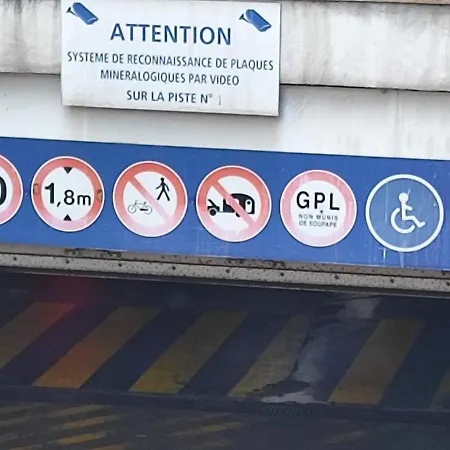 ATTENTION
SYSTEME DE RECONNAISSANCE DE PLAQUES
MINERALOGIQUES PAR VIDEO
SUR LA PISTE N°
0
1,8m
GPL
NON MUNIS
DE SOUPAPE